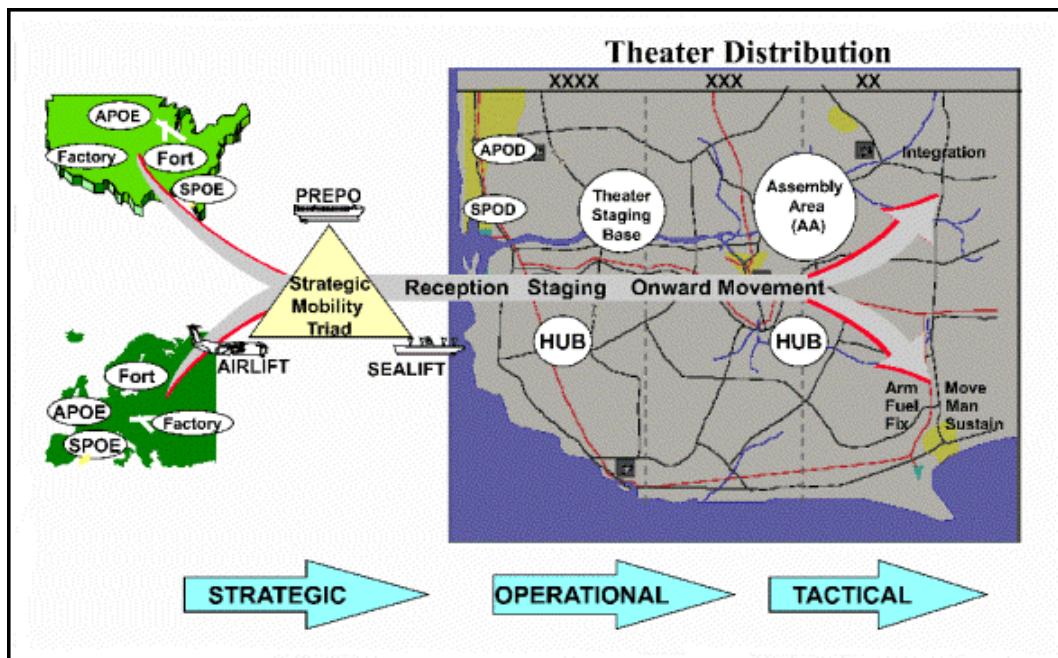 Theater Distribution
XXXX XXX XX
APOE
Factory
Fort
SPOE
PREPO
Strategic
Mobility
Triad
AIRLIFT
SEALIFT
Fort
APOE
Factory
SPOE
APOD
SPOD
Theater
Staging
Base
Assembly
Area
(AA)
Integration
Reception Staging Onward Movement
HUB
HUB
Arm
Fuel
Fix
Move
Man
Sustain
STRATEGIC
OPERATIONAL
TACTICAL